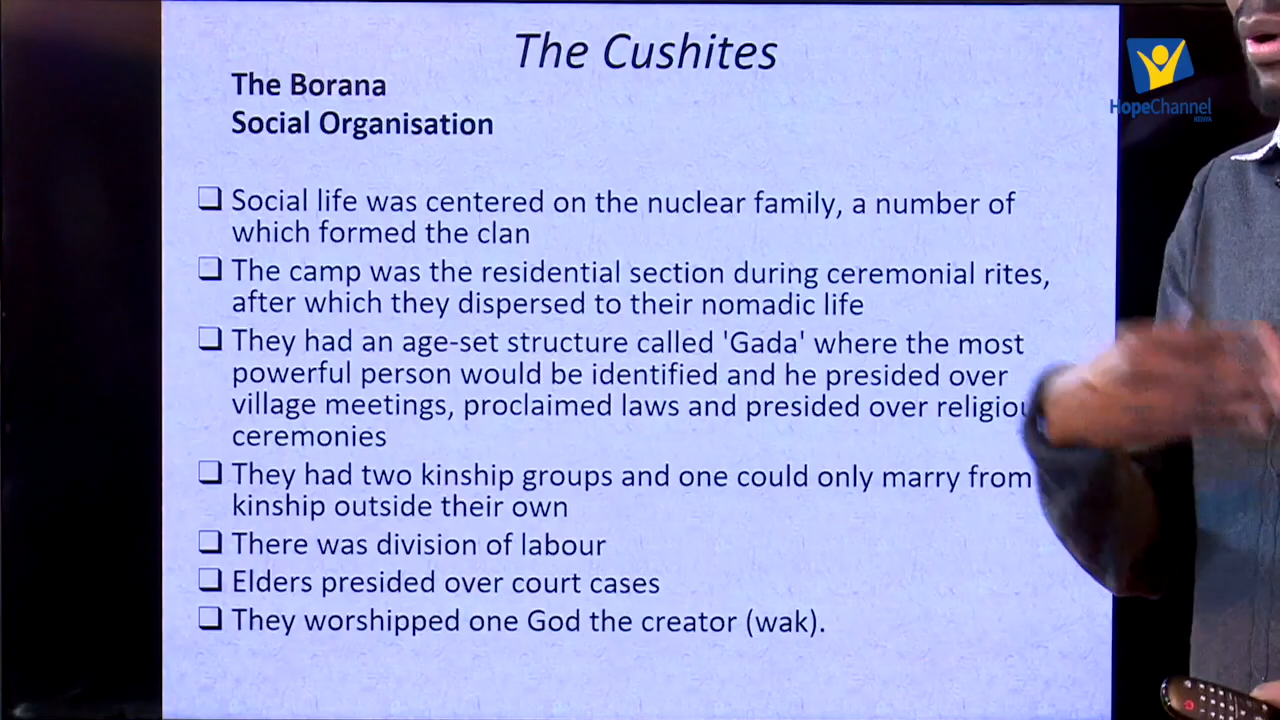 The Cushites
The Borana
Social Organisation
❑ Social life was centered on the nuclear family, a number of
which formed the clan
❑ The camp was the residential section during ceremonial rites,
after which they dispersed to their nomadic life
❑ They had an age-set structure called 'Gada' where the most
powerful person would be identified and he presided over
village meetings, proclaimed laws and presided over religiou
ceremonies
❑ They had two kinship groups and one could only marry from
kinship outside their own
❑ There was division of labour
❑ Elders presided over court cases
❑ They worshipped one God the creator (wak).
HopeChannel
KENYA